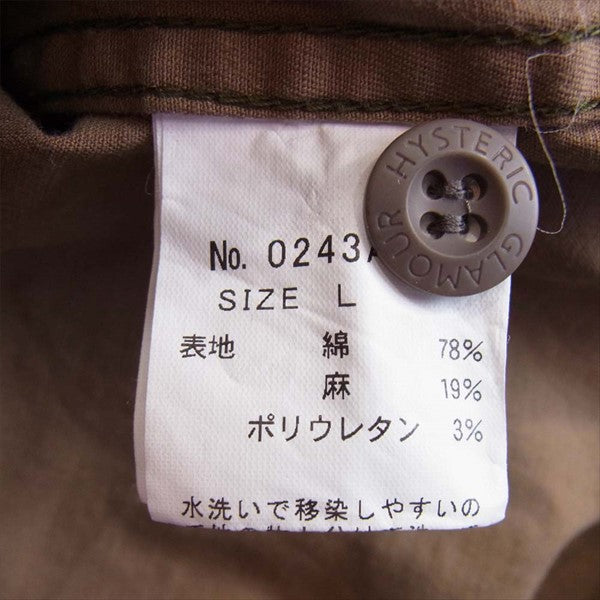 HYSTERIC GLAMOUR
No. 0243A
SIZE L
表地 綿 78%
麻 19%
ポリウレタン 3%
水洗いで移染しやすいの